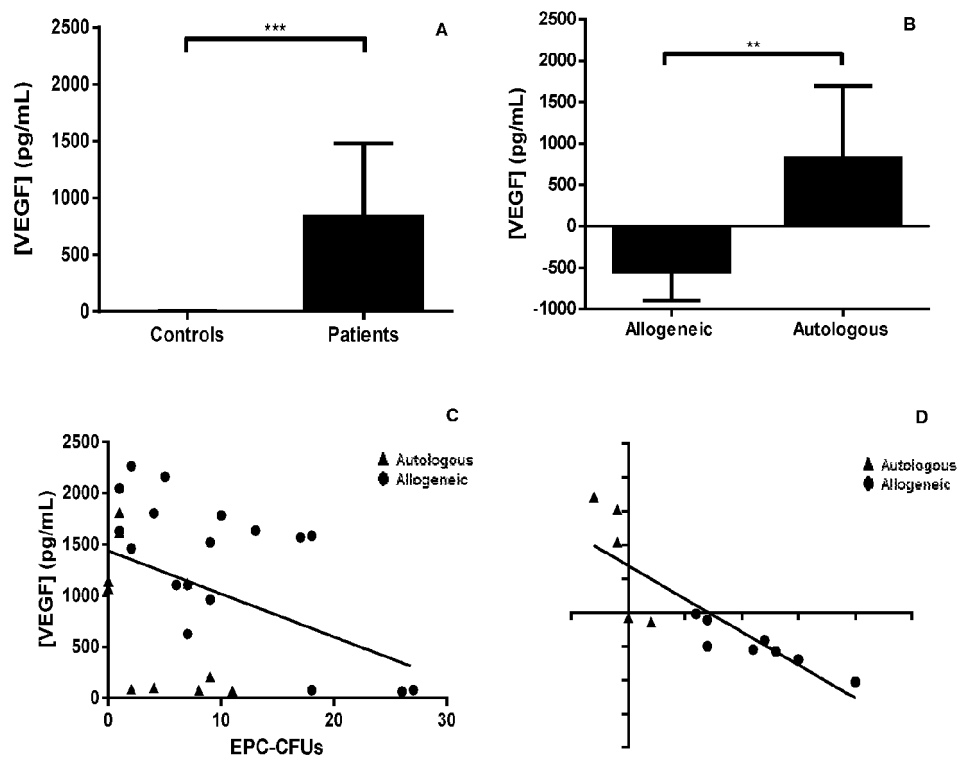 A
2500
2000
1500
1000
500
0
[VEGF] (pg/mL)
***
Controls
Patients
B
2500
2000
1500
1000
500
0
-500
-1000
[VEGF] (pg/mL)
**
Allogeneic
Autologous
C
2500
2000
1500
1000
500
0
[VEGF] (pg/mL)
Autologous
Allogeneic
0
10
20
30
EPC-CFUs
D
Autologous
Allogeneic